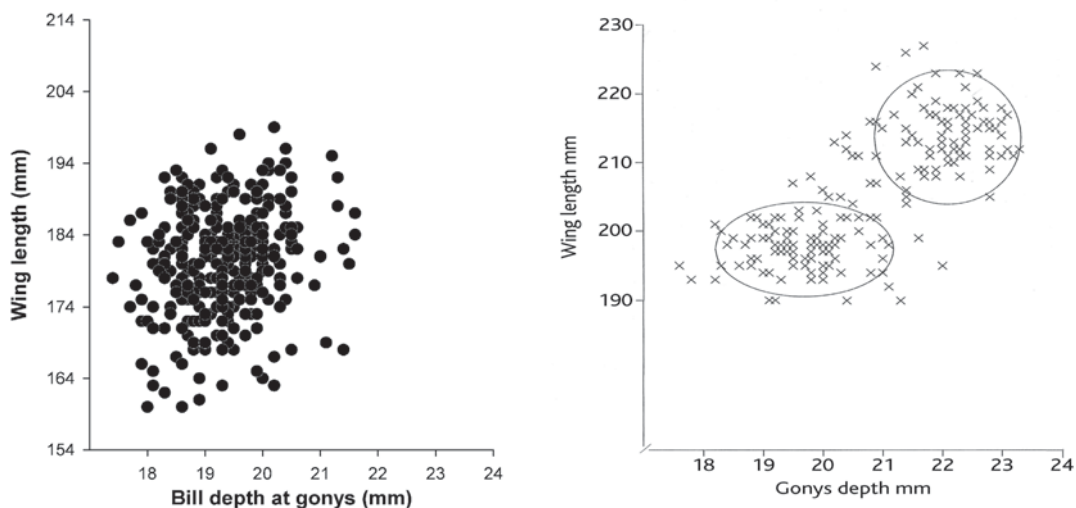 214
204
194
184
174
164
154
Wing length (mm)
18 19 20 21 22 23 24
Bill depth at gonys (mm)
230
220
210
200
190
Wing length mm
18 19 20 21 22 23 24
Gonys depth mm